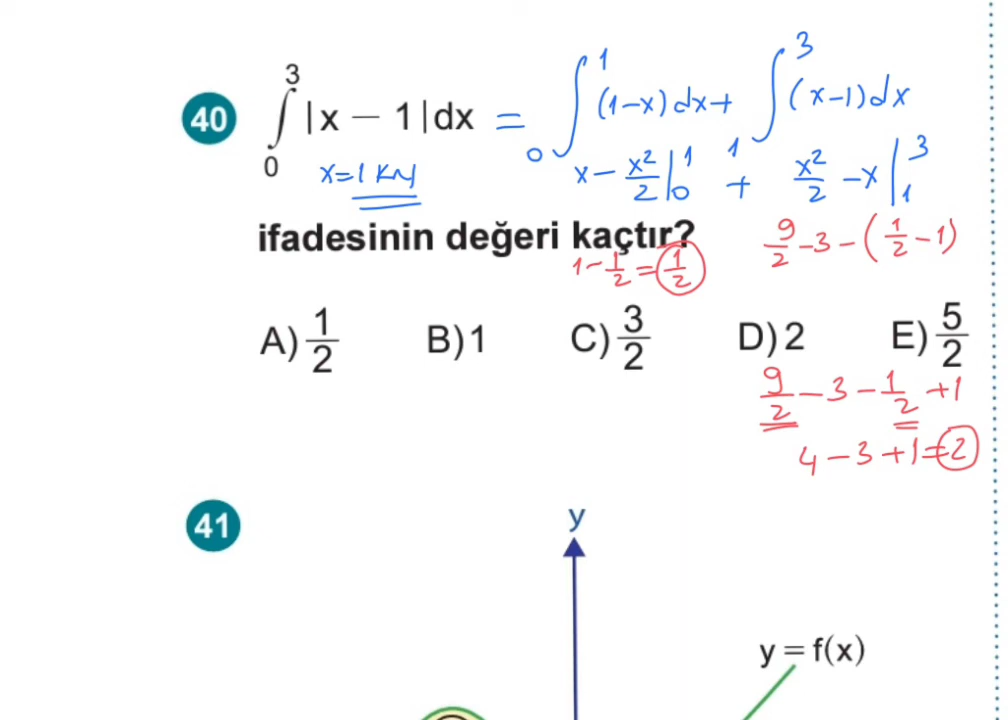 40 ∫₀³ |x − 1|dx = ∫₀¹ (1−x)dx + ∫₁³ (x−1)dx
x=1 KN
x − x²/2 |₀¹ + x²/2 − x |₁³
ifadesinin değeri kaçtır?
1 − 1/2 = 1/2
9/2 − 3 − (1/2 − 1)
A) 1/2 B) 1 C) 3/2 D) 2 E) 5/2
9/2 − 3 − 1/2 + 1
4 − 3 + 1 = 2
41
y
y = f(x)